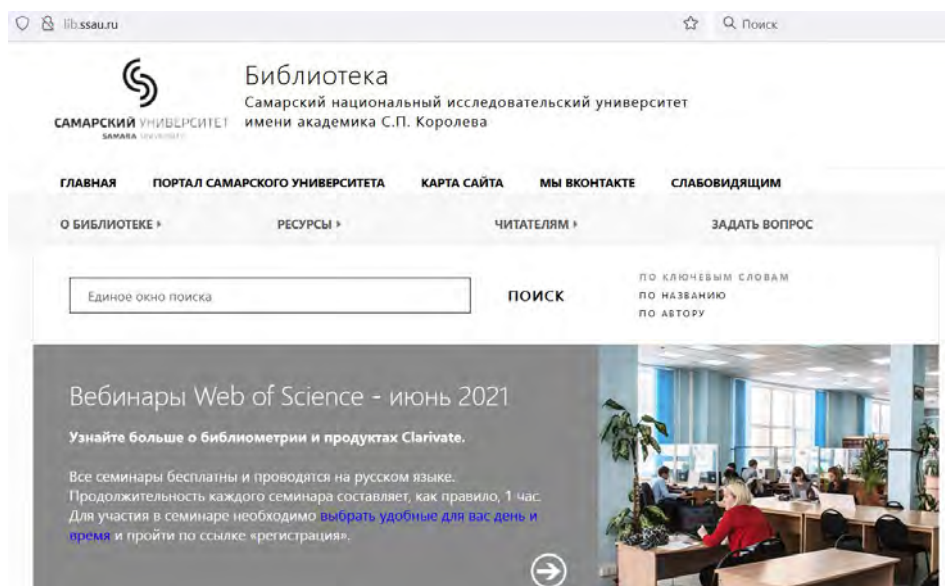 lib.ssau.ru
Поиск
Библиотека
Самарский национальный исследовательский университет
имени академика С.П. Королева
САМАРСКИЙ УНИВЕРСИТЕТ
SAMARA UNIVERSITY
ГЛАВНАЯ ПОРТАЛ САМАРСКОГО УНИВЕРСИТЕТА КАРТА САЙТА МЫ ВКОНТАКТЕ СЛАБОВИДЯЩИМ
О БИБЛИОТЕКЕ РЕСУРСЫ ЧИТАТЕЛЯМ ЗАДАТЬ ВОПРОС
Единое окно поиска
ПОИСК
ПО КЛЮЧЕВЫМ СЛОВАМ
ПО НАЗВАНИЮ
ПО АВТОРУ
Вебинары Web of Science - июнь 2021
Узнайте больше о библиометрии и продуктах Clarivate.
Все семинары бесплатны и проводятся на русском языке.
Продолжительность каждого семинара составляет, как правило, 1 час.
Для участия в семинаре необходимо выбрать удобные для вас день и
время и пройти по ссылке «регистрация».